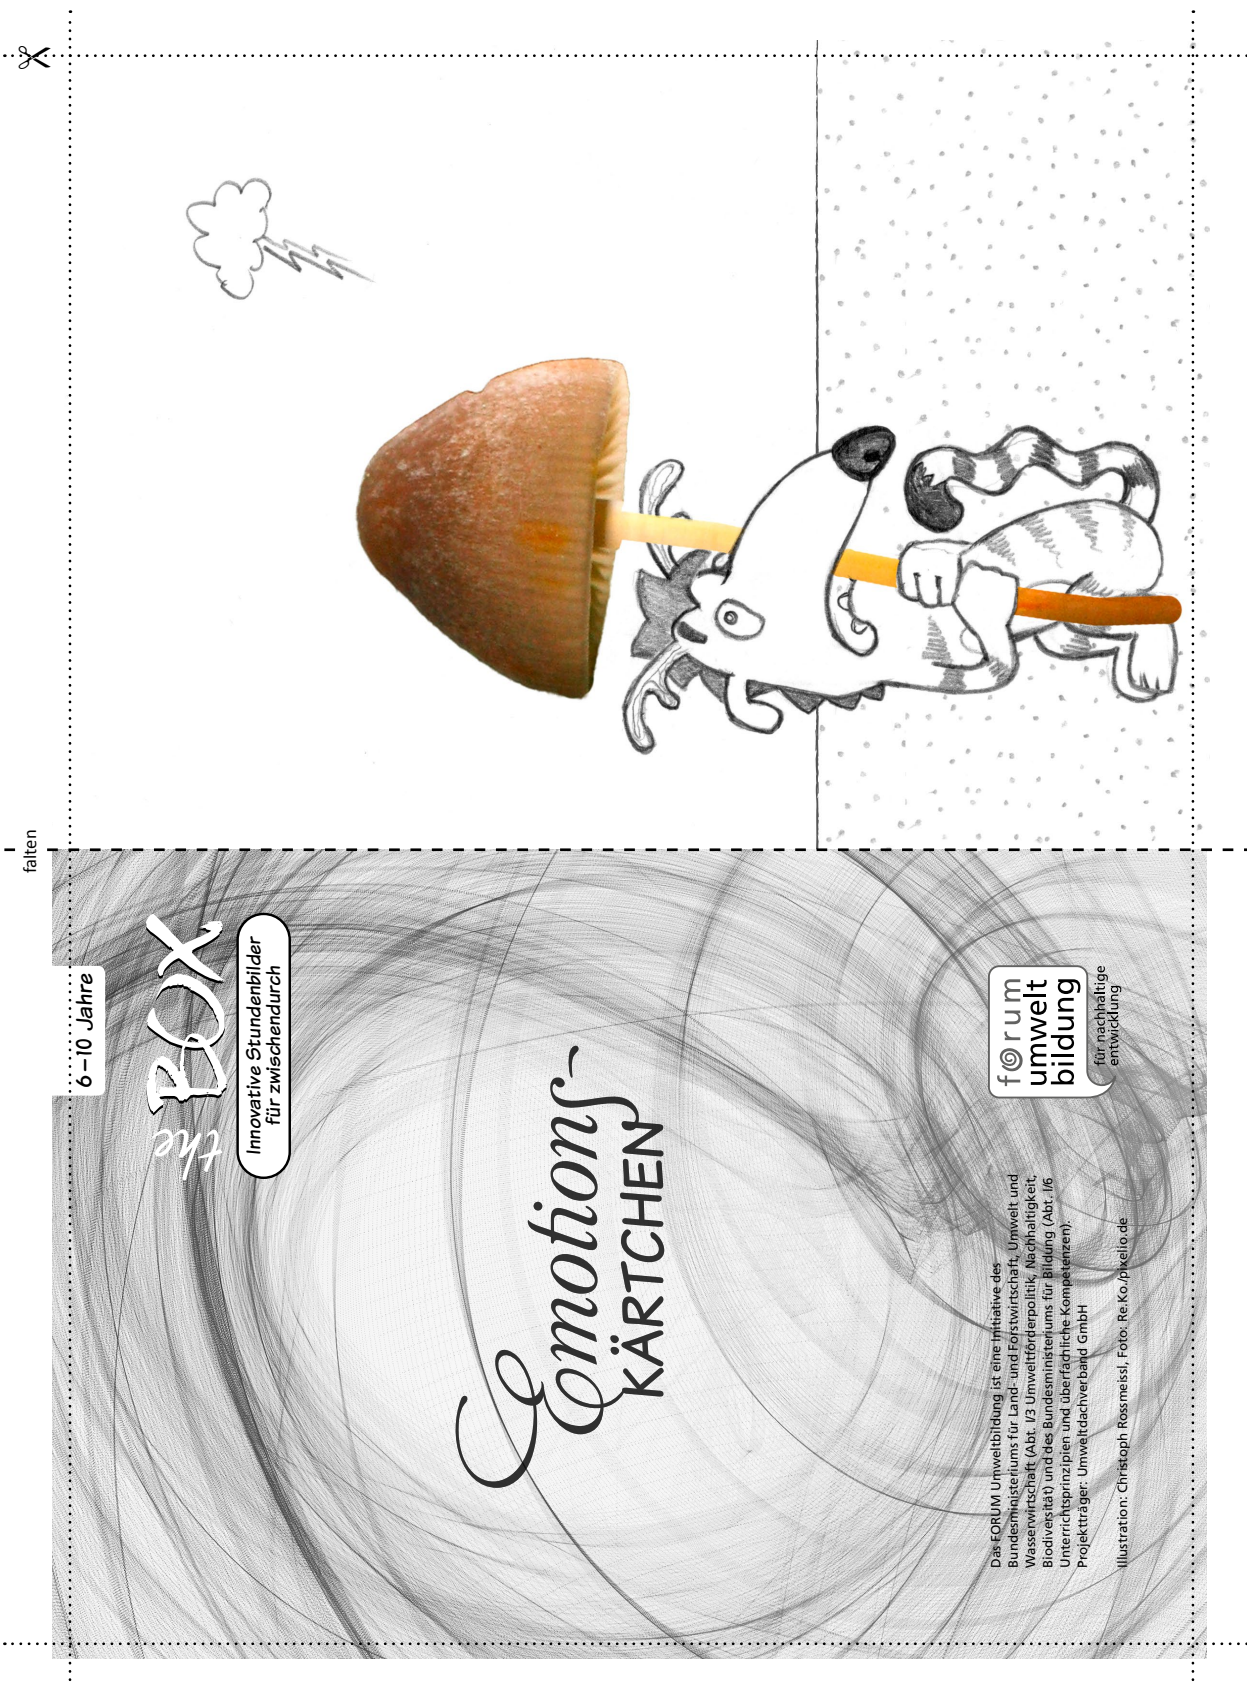 falten
6–10 Jahre
the BOX
Innovative Stundenbilder
für zwischendurch
Emotions-
KÄRTCHEN
Das FORUM Umweltbildung ist eine Initiative des
Bundesministeriums für Land- und Forstwirtschaft, Umwelt und
Wasserwirtschaft (Abt. I/3 Umweltförderpolitik, Nachhaltigkeit,
Biodiversität) und des Bundesministeriums für Bildung (Abt. I/6
Unterrichtsprinzipien und überfachliche Kompetenzen).
Projektträger: Umweltdachverband GmbH
Illustration: Christoph Rossmeissl, Foto: Re.Ko./pixelio.de
forum
umwelt
bildung
für nachhaltige
entwicklung